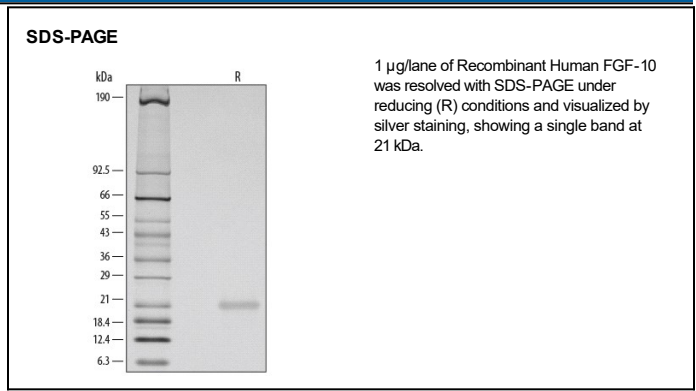 SDS-PAGE
kDa
R
190
92.5
66
55
43
36
29
21
18.4
12.4
6.3
1 µg/lane of Recombinant Human FGF-10
was resolved with SDS-PAGE under
reducing (R) conditions and visualized by
silver staining, showing a single band at
21 kDa.